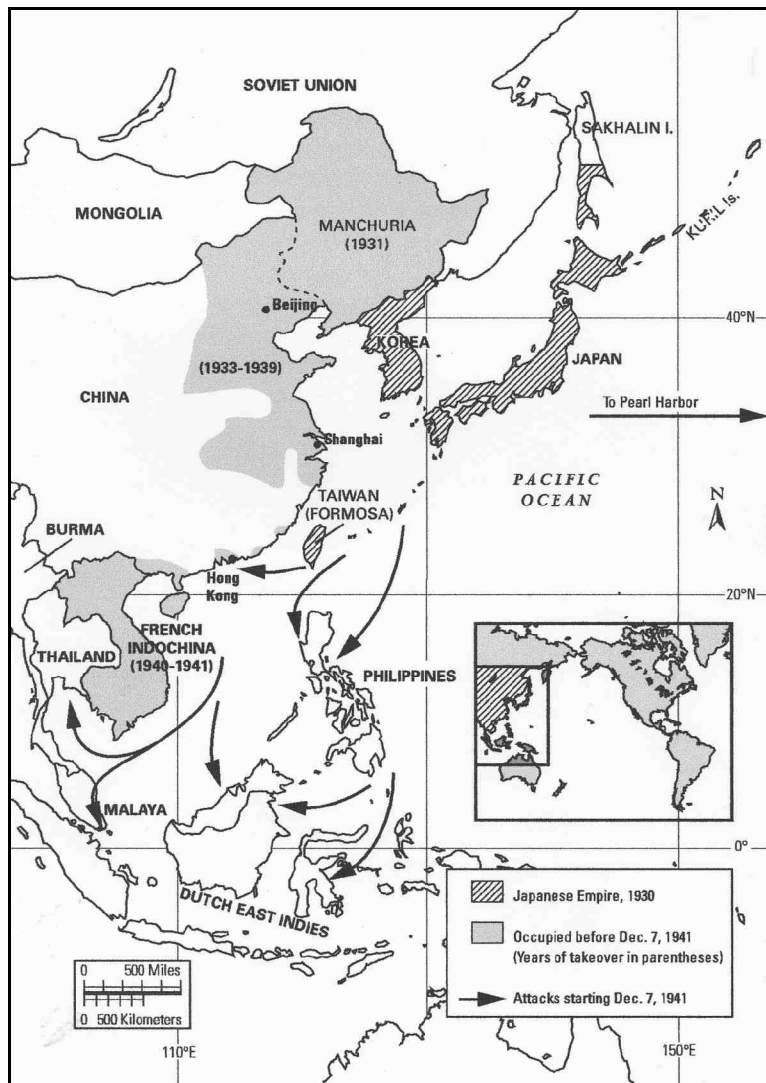 SOVIET UNION
SAKHALIN I.
MONGOLIA
MANCHURIA
(1931)
KURIL Is.
Beijing
40°N
KOREA
JAPAN
(1933-1939)
CHINA
To Pearl Harbor
Shanghai
PACIFIC
OCEAN
N
TAIWAN
(FORMOSA)
BURMA
Hong
Kong
20°N
FRENCH
INDOCHINA
(1940-1941)
THAILAND
PHILIPPINES
MALAYA
0°
DUTCH EAST INDIES
Japanese Empire, 1930
Occupied before Dec. 7, 1941
(Years of takeover in parentheses)
Attacks starting Dec. 7, 1941
0 500 Miles
0 500 Kilometers
110°E
150°E